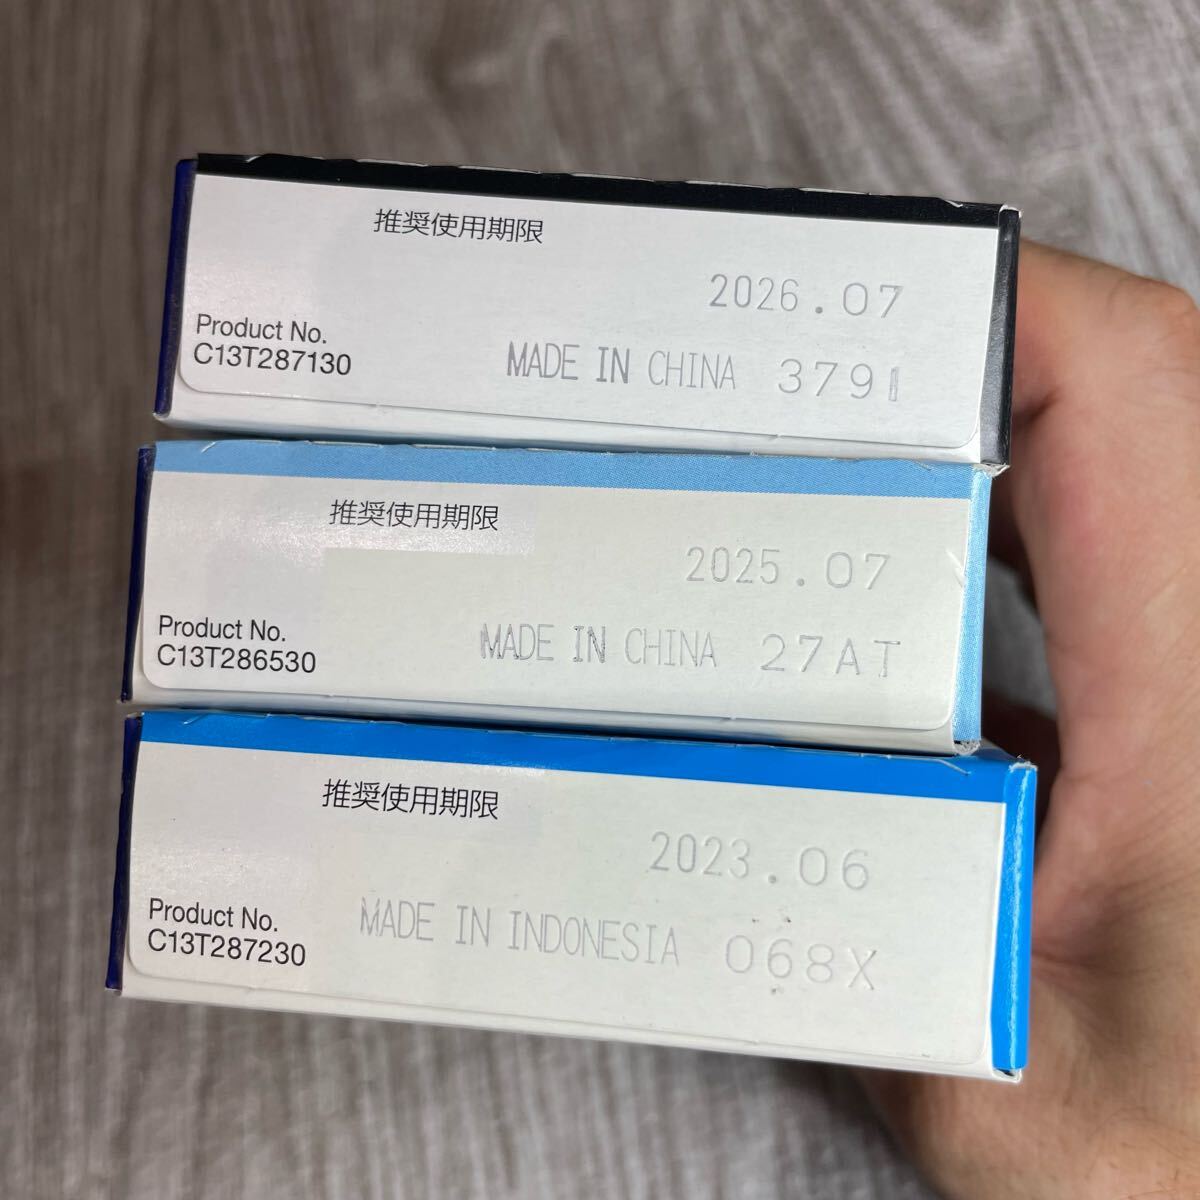 推奨使用期限
2026.07
Product No.
C13T287130
MADE IN CHINA 3791
推奨使用期限
2025.07
Product No.
C13T286530
MADE IN CHINA 27AT
推奨使用期限
2023.06
Product No.
C13T287230
MADE IN INDONESIA 068X